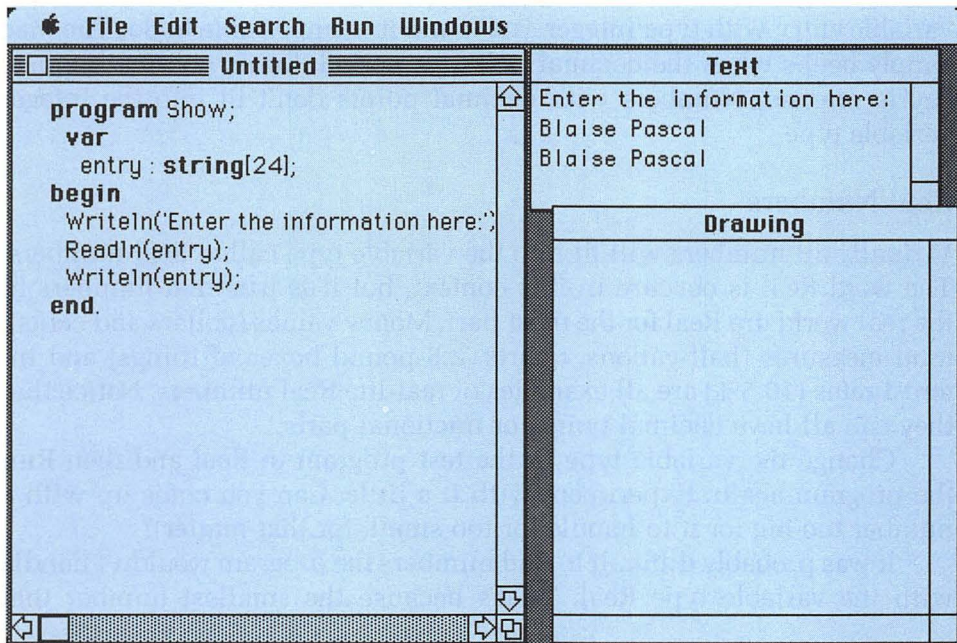 File Edit Search Run Windows
Untitled
program Show;
var
entry : string[24];
begin
Writeln('Enter the information here:')
Readln(entry);
Writeln(entry);
end.
Text
Enter the information here:
Blaise Pascal
Blaise Pascal
Drawing